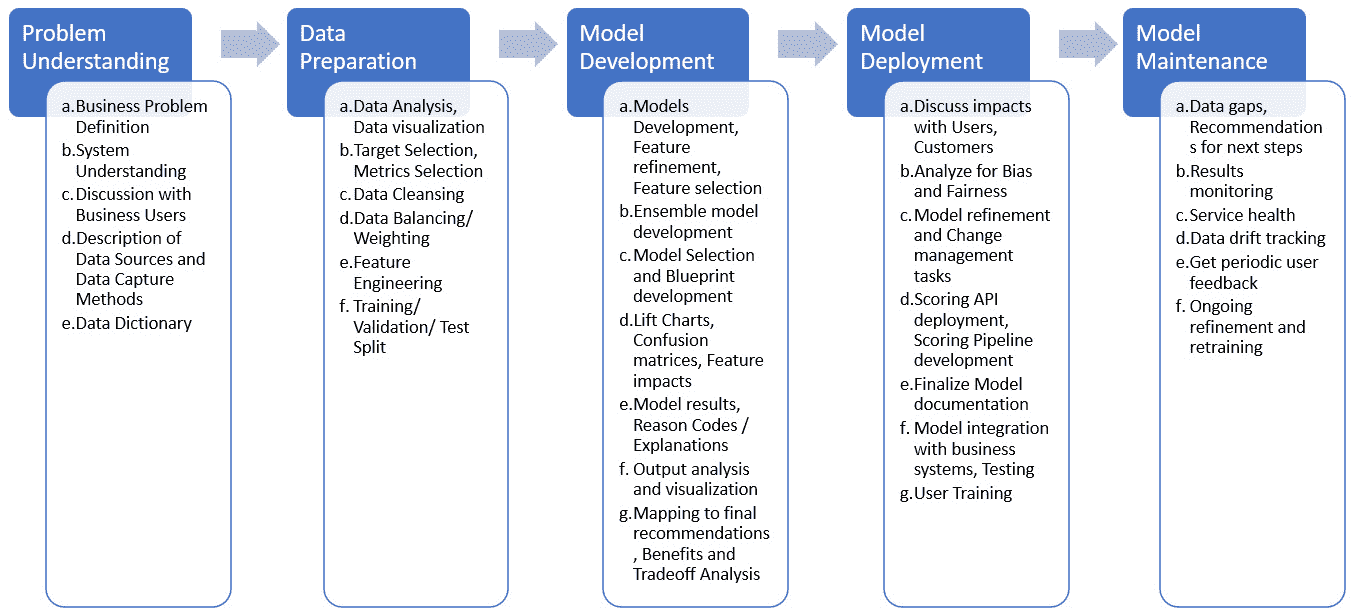 Problem
Understanding
a.Business Problem
Definition
b.System
Understanding
c.Discussion with
Business Users
d.Description of
Data Sources and
Data Capture
Methods
e.Data Dictionary
Data
Preparation
a.Data Analysis,
Data visualization
b.Target Selection,
Metrics Selection
c.Data Cleansing
d.Data Balancing/
Weighting
e.Feature
Engineering
f. Training/
Validation/ Test
Split
Model
Development
a.Models
Development,
Feature
refinement,
Feature selection
b.Ensemble model
development
c.Model Selection
and Blueprint
development
d.Lift Charts,
Confusion
matrices, Feature
impacts
e.Model results,
Reason Codes /
Explanations
f. Output analysis
and visualization
g.Mapping to final
recommendations
, Benefits and
Tradeoff Analysis
Model
Deployment
a.Discuss impacts
with Users,
Customers
b.Analyze for Bias
and Fairness
c.Model refinement
and Change
management
tasks
d.Scoring API
deployment,
Scoring Pipeline
development
e.Finalize Model
documentation
f. Model integration
with business
systems, Testing
g.User Training
Model
Maintenance
a.Data gaps,
Recommendation
s for next steps
b.Results
monitoring
c.Service health
d.Data drift tracking
e.Get periodic user
feedback
f. Ongoing
refinement and
retraining